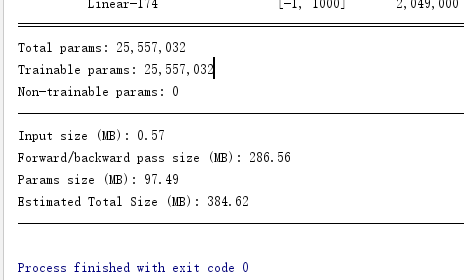 Linear-174 [-1, 1000] 2,049,000
Total params: 25,557,032
Trainable params: 25,557,032
Non-trainable params: 0
Input size (MB): 0.57
Forward/backward pass size (MB): 286.56
Params size (MB): 97.49
Estimated Total Size (MB): 384.62
Process finished with exit code 0